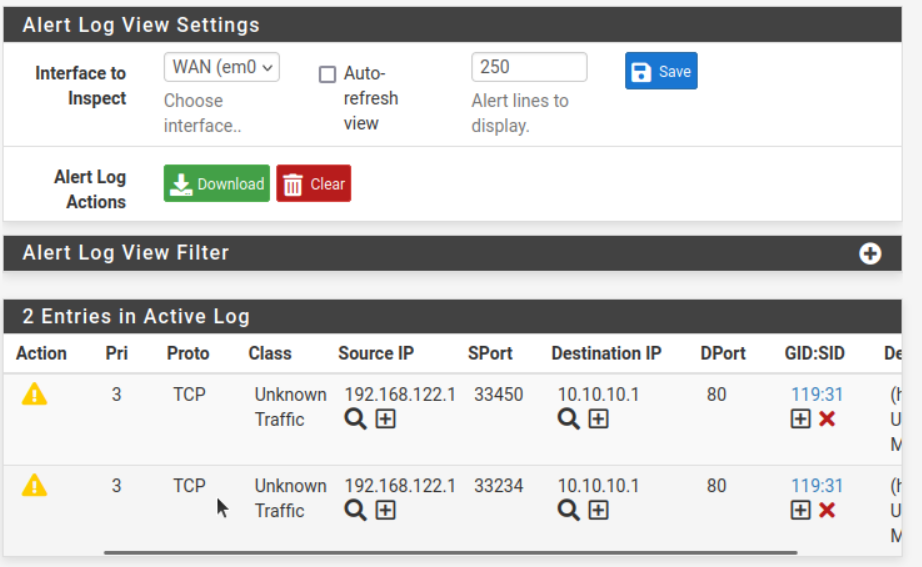 Alert Log View Settings
Interface to Inspect
WAN (em0
Choose interface..
Auto-refresh view
250
Alert lines to display.
Save
Alert Log Actions
Download
Clear
Alert Log View Filter
2 Entries in Active Log
Action Pri Proto Class Source IP SPort Destination IP DPort GID:SID De
3 TCP Unknown Traffic 192.168.122.1 33450 10.10.10.1 80 119:31 (h U M
3 TCP Unknown Traffic 192.168.122.1 33234 10.10.10.1 80 119:31 (h U M